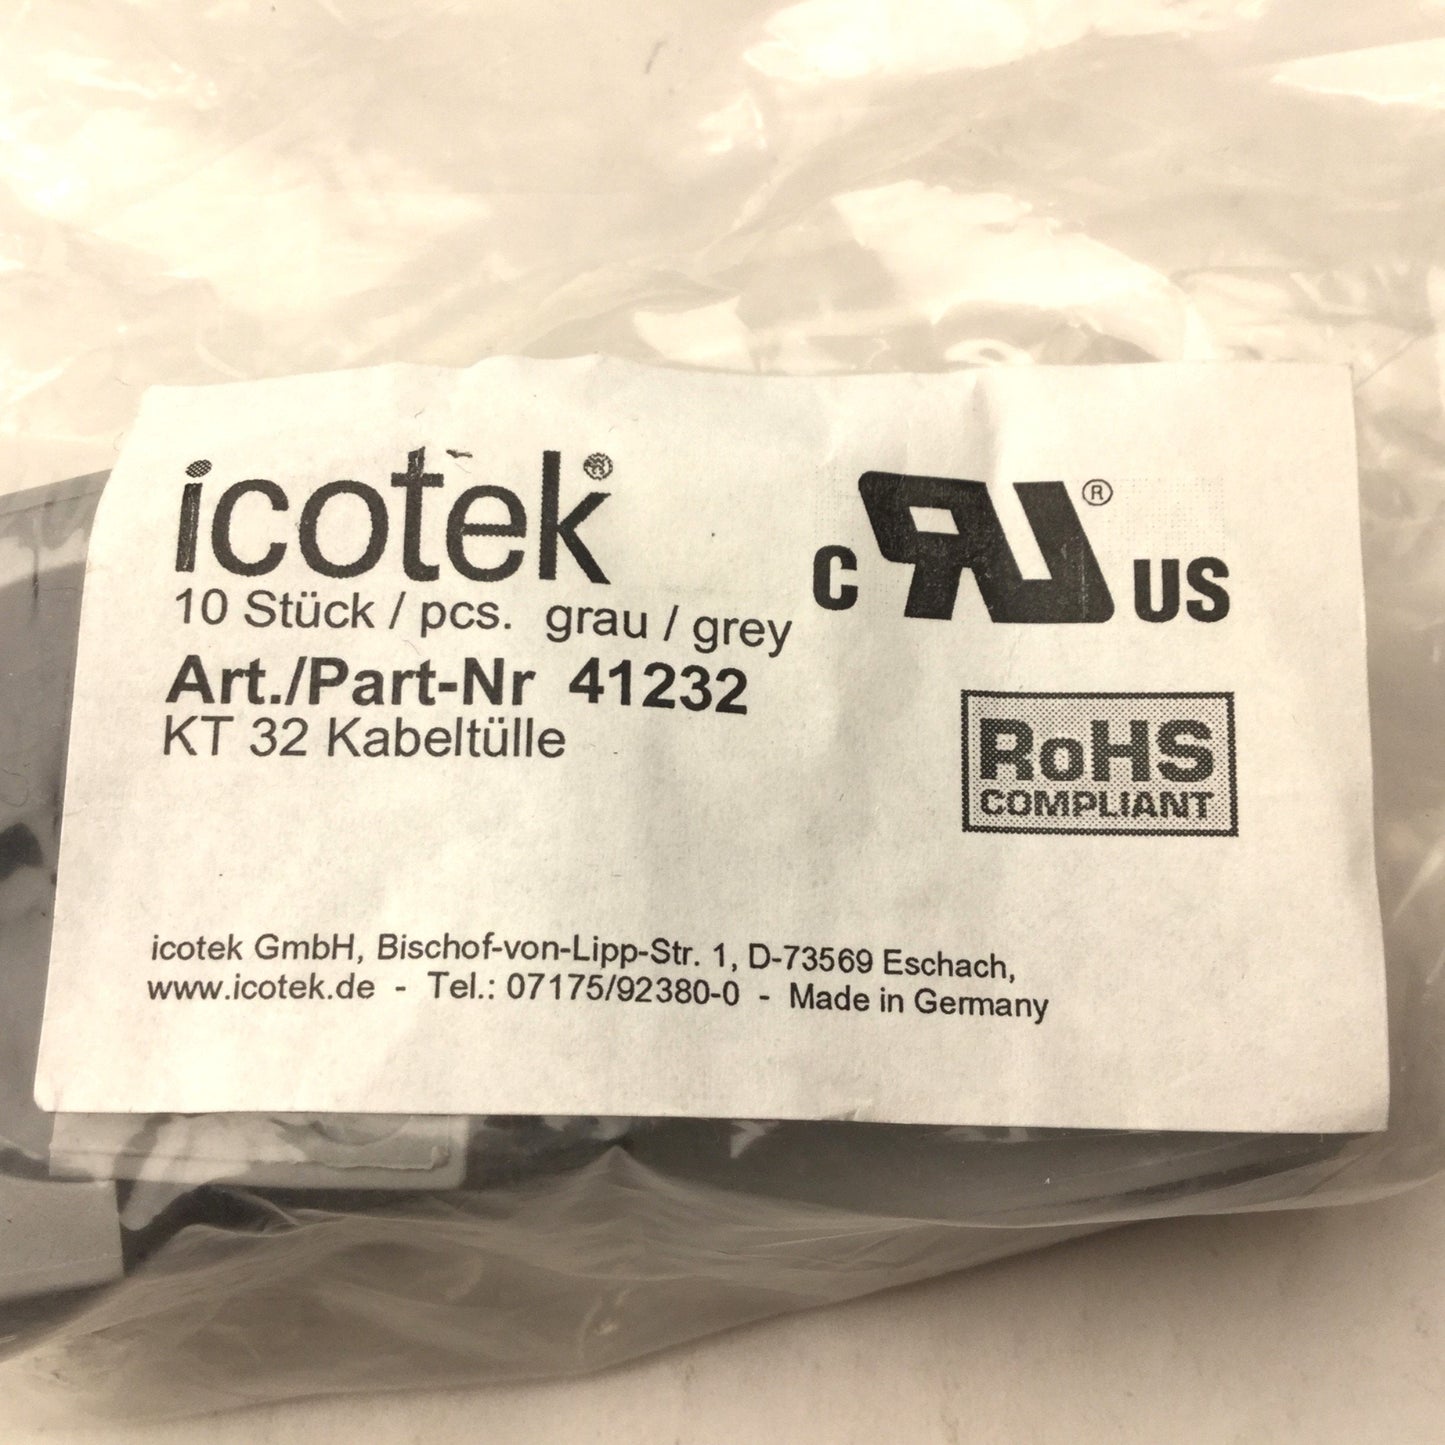 icotek®
10 Stück / pcs. grau / grey
Art./Part-Nr 41232
KT 32 Kabeltülle
C RU® US
RoHS
COMPLIANT
icotek GmbH, Bischof-von-Lipp-Str. 1, D-73569 Eschach,
www.icotek.de - Tel.: 07175/92380-0 - Made in Germany